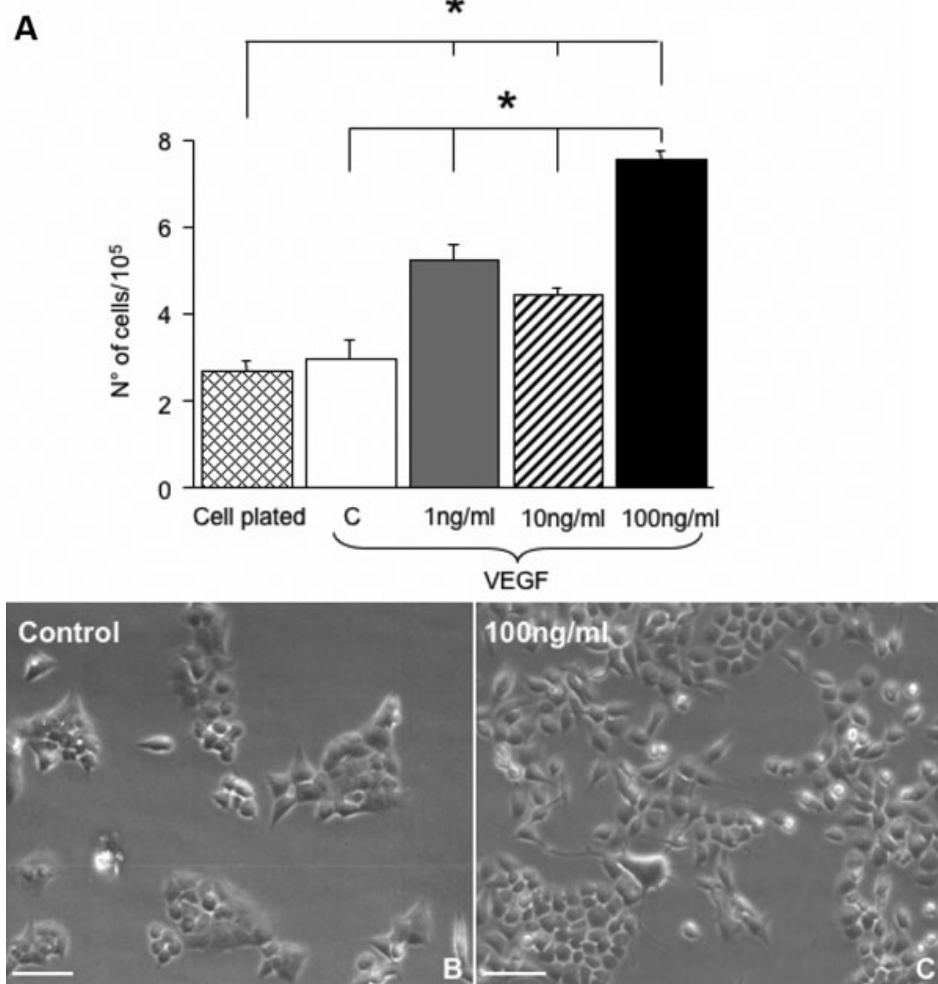 A
*
*
N° of cells/10⁵
8
6
4
2
0
Cell plated C 1ng/ml 10ng/ml 100ng/ml
VEGF
Control
100ng/ml
B
C